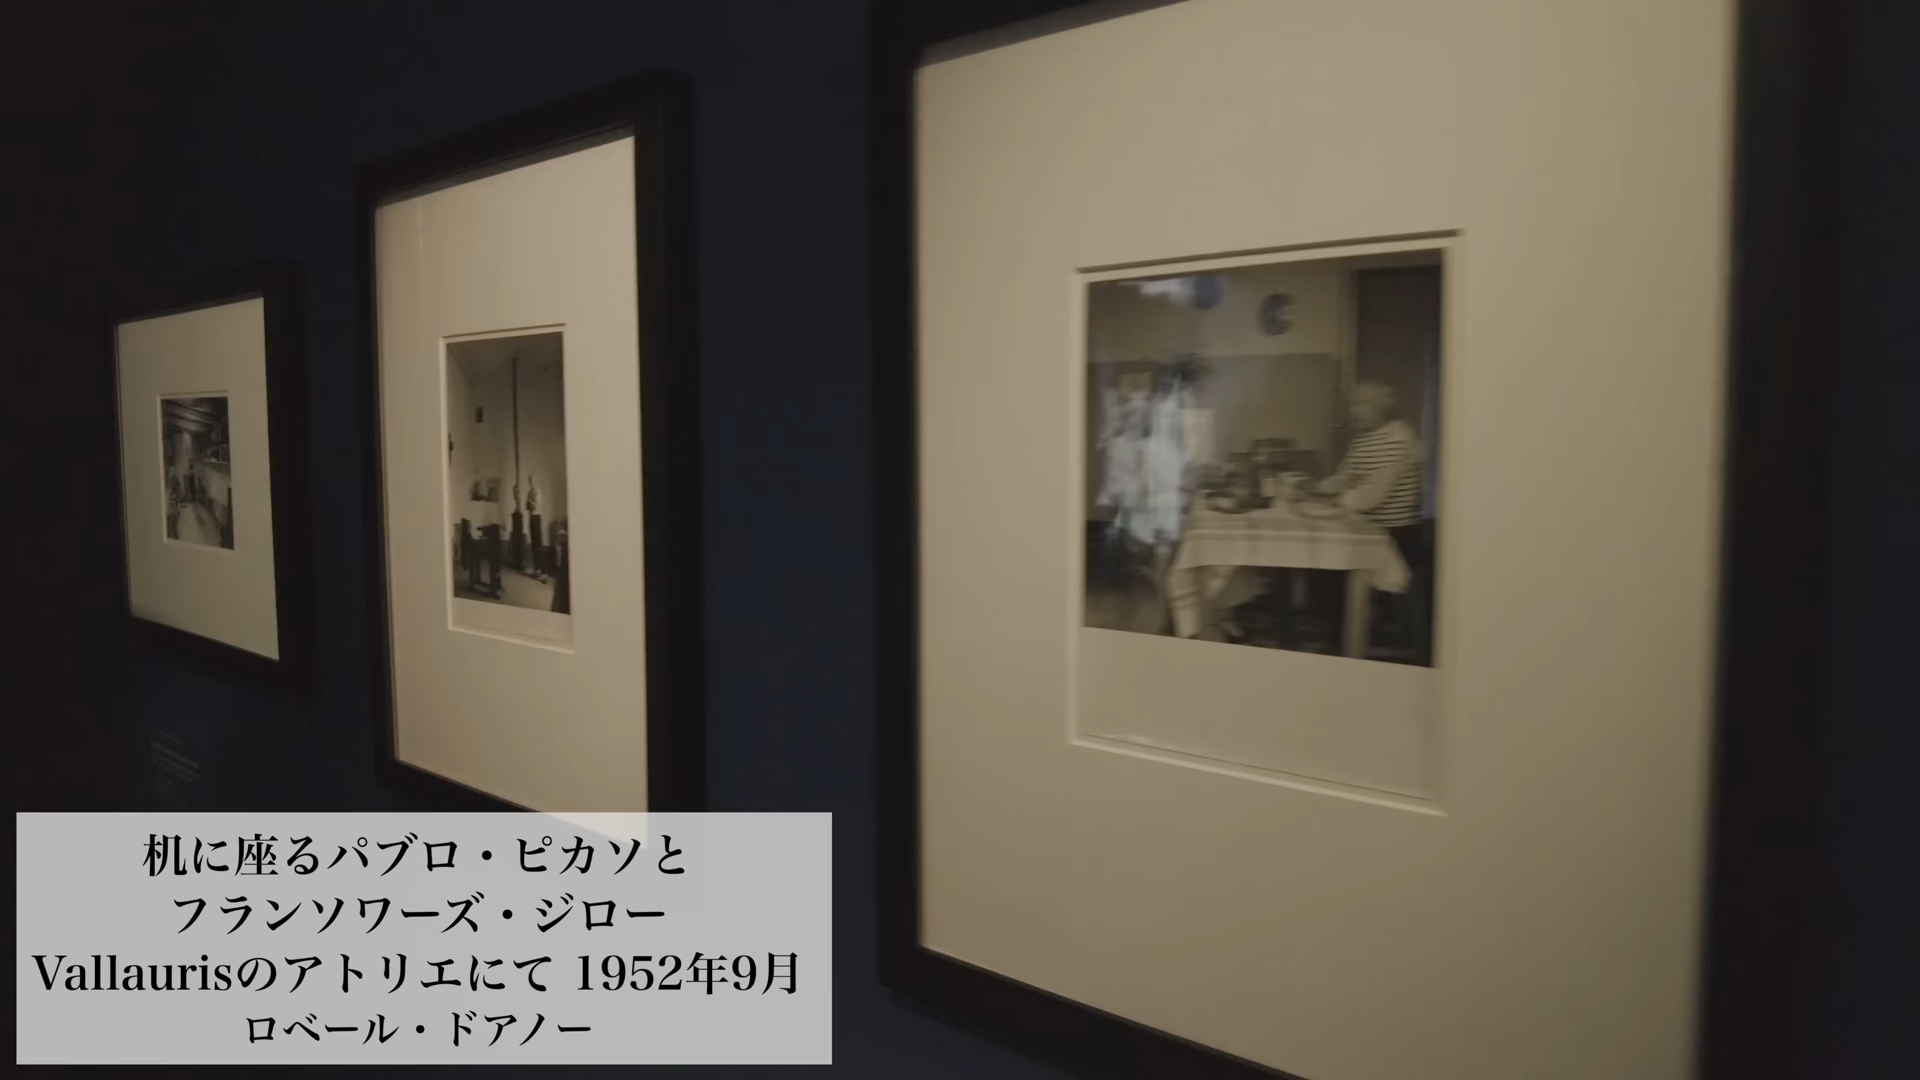 机に座るパブロ・ピカソと
フランソワーズ・ジロー
Vallaurisのアトリエにて 1952年9月
ロベール・ドアノー